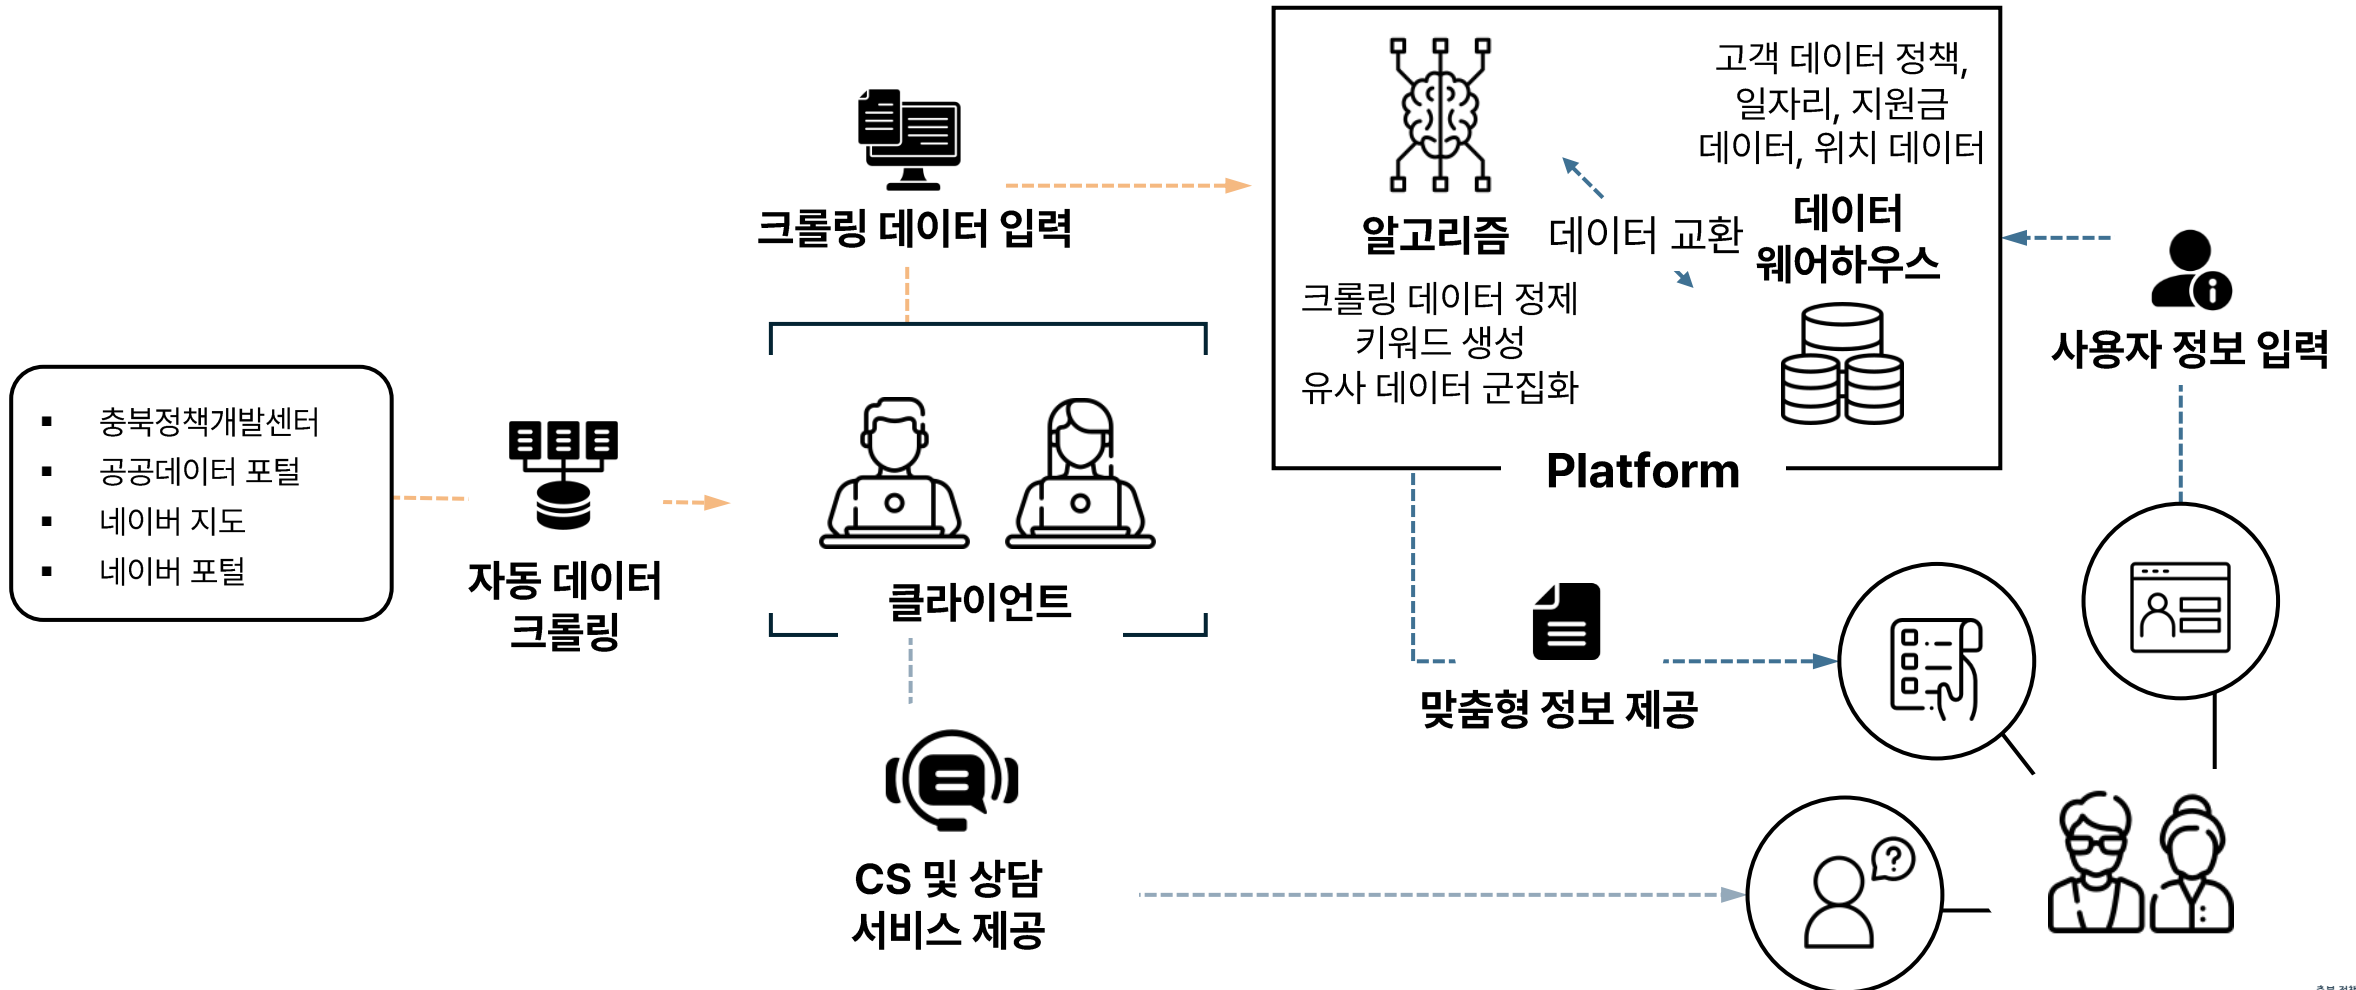 충북정책개발센터
공공데이터 포털
네이버 지도
네이버 포털
자동 데이터
크롤링
크롤링 데이터 입력
클라이언트
CS 및 상담
서비스 제공
알고리즘
크롤링 데이터 정제
키워드 생성
유사 데이터 군집화
데이터 교환
고객 데이터 정책,
일자리, 지원금
데이터, 위치 데이터
데이터
웨어하우스
Platform
사용자 정보 입력
맞춤형 정보 제공